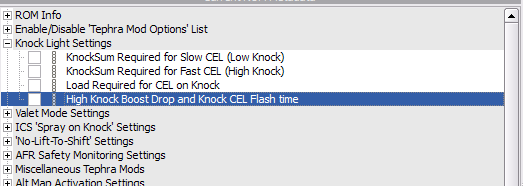 ROM Info
Enable/Disable 'Tephra Mod Options' List
Knock Light Settings
KnockSum Required for Slow CEL (Low Knock)
KnockSum Required for Fast CEL (High Knock)
Load Required for CEL on Knock
High Knock Boost Drop and Knock CEL Flash time
Valet Mode Settings
ICS 'Spray on Knock' Settings
'No-Lift-To-Shift' Settings
AFR Safety Monitoring Settings
Miscellaneous Tephra Mods
Alt Map Activation Settings